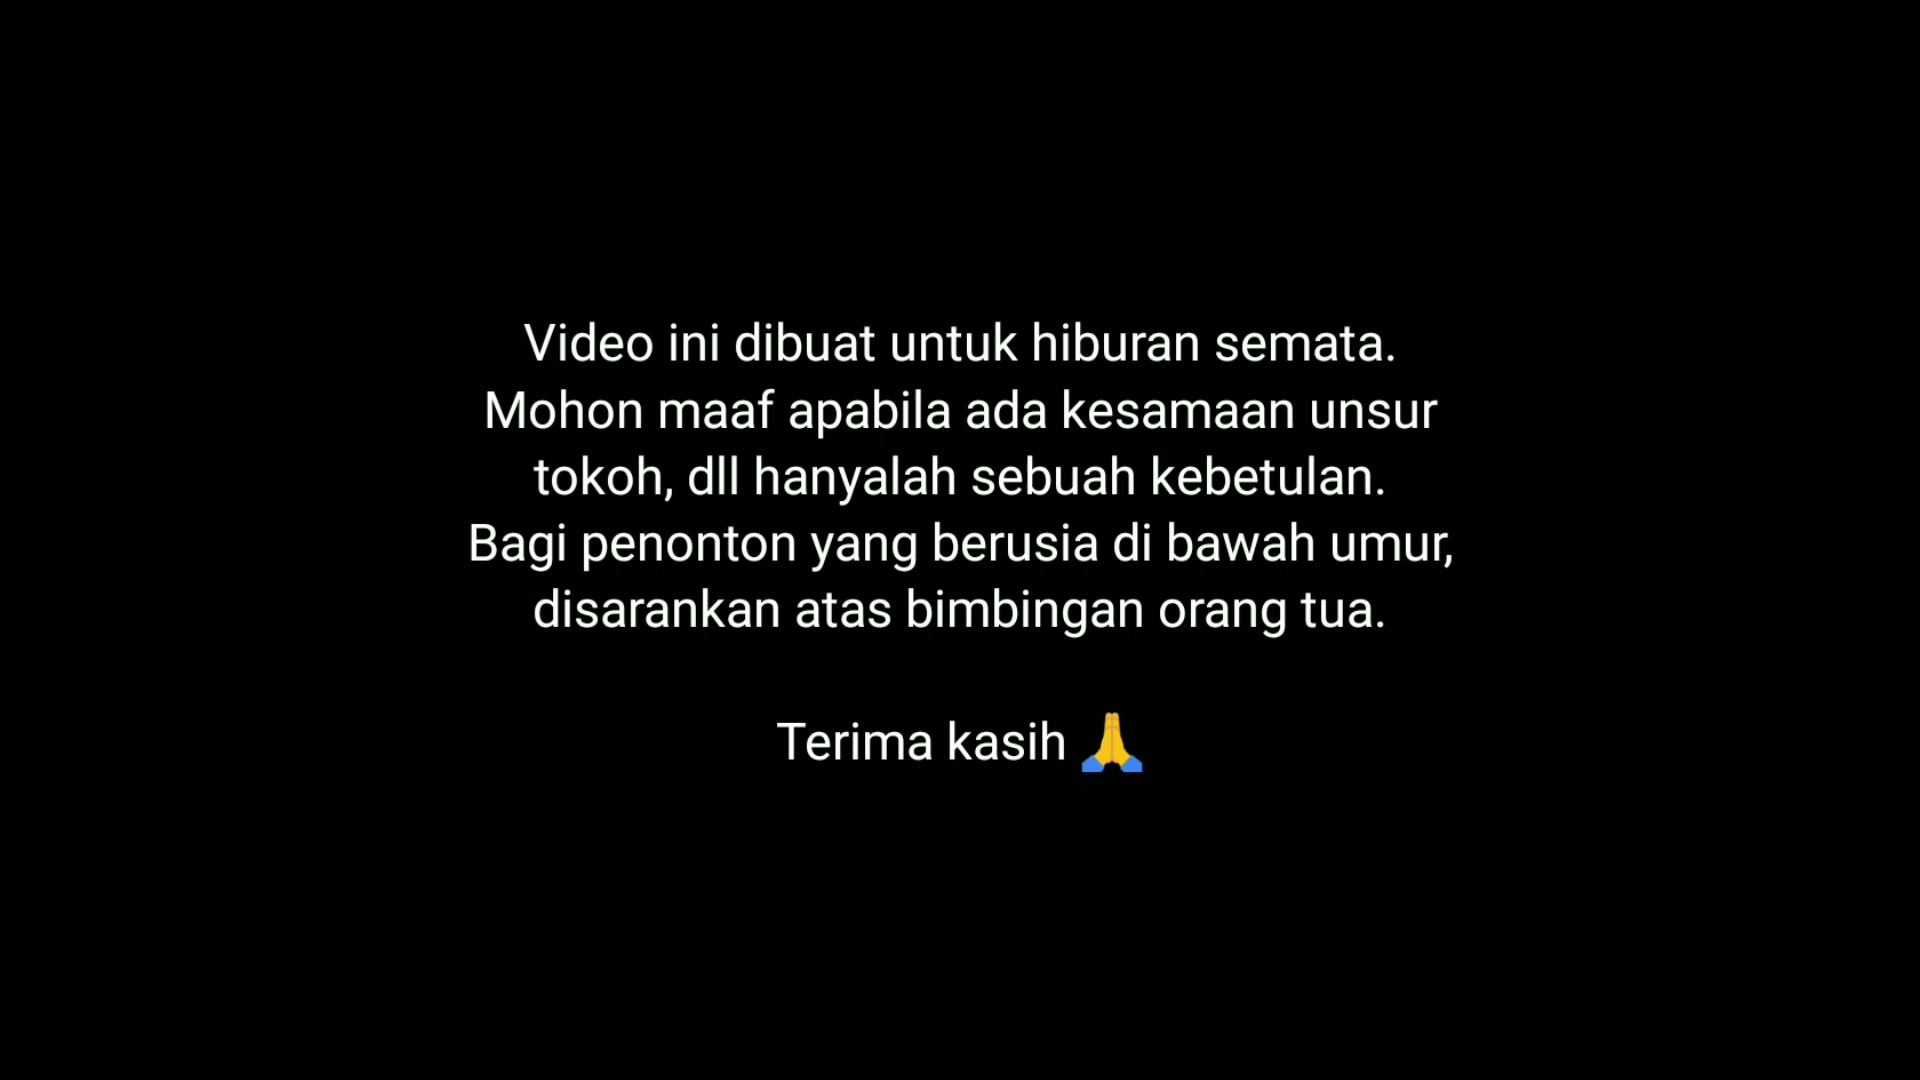 Video ini dibuat untuk hiburan semata.
Mohon maaf apabila ada kesamaan unsur
tokoh, dll hanyalah sebuah kebetulan.
Bagi penonton yang berusia di bawah umur,
disarankan atas bimbingan orang tua.
Terima kasih 🙏